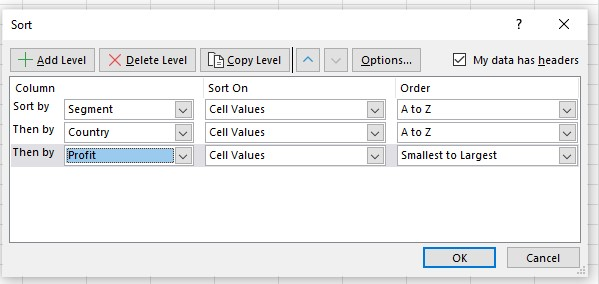 Sort
? ×
Add Level Delete Level Copy Level Options... My data has headers
Column Sort On Order
Sort by Segment Cell Values A to Z
Then by Country Cell Values A to Z
Then by Profit Cell Values Smallest to Largest
OK Cancel